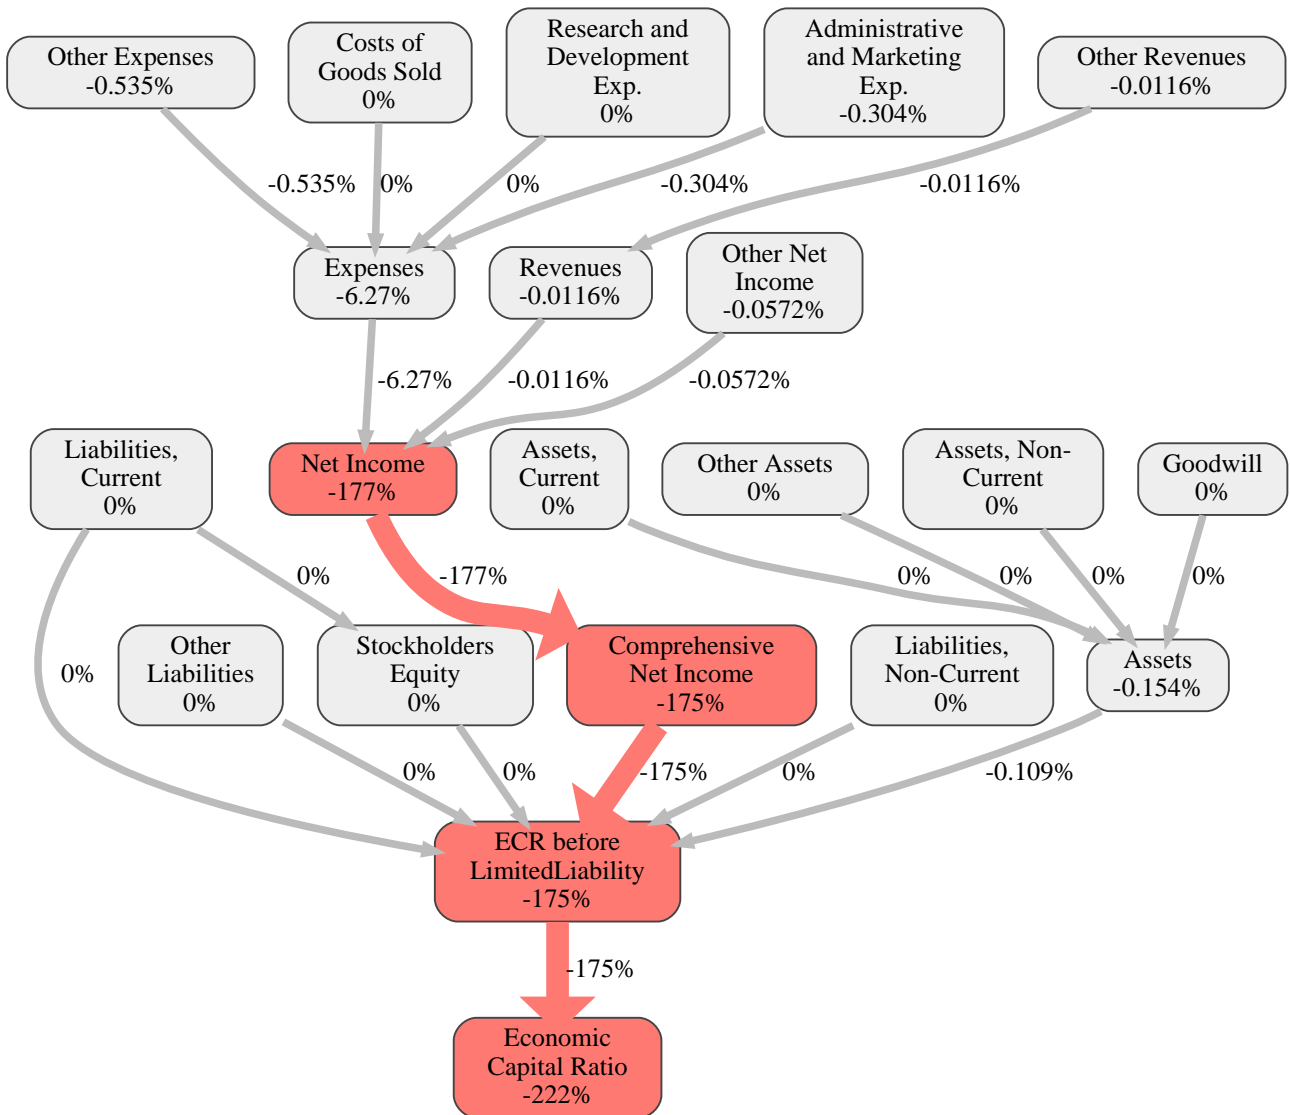 Other Expenses
-0.535%
Costs of
Goods Sold
0%
Research and
Development
Exp.
0%
Administrative
and Marketing
Exp.
-0.304%
Other Revenues
-0.0116%
-0.535%
0%
0%
-0.304%
-0.0116%
Expenses
-6.27%
Revenues
-0.0116%
Other Net
Income
-0.0572%
-6.27%
-0.0116%
-0.0572%
Liabilities,
Current
0%
Net Income
-177%
Assets,
Current
0%
Other Assets
0%
Assets, Non-
Current
0%
Goodwill
0%
0%
-177%
0%
0%
0%
0%
0%
Other
Liabilities
0%
Stockholders
Equity
0%
Comprehensive
Net Income
-175%
Liabilities,
Non-Current
0%
Assets
-0.154%
0%
0%
-175%
0%
-0.109%
ECR before
LimitedLiability
-175%
-175%
Economic
Capital Ratio
-222%